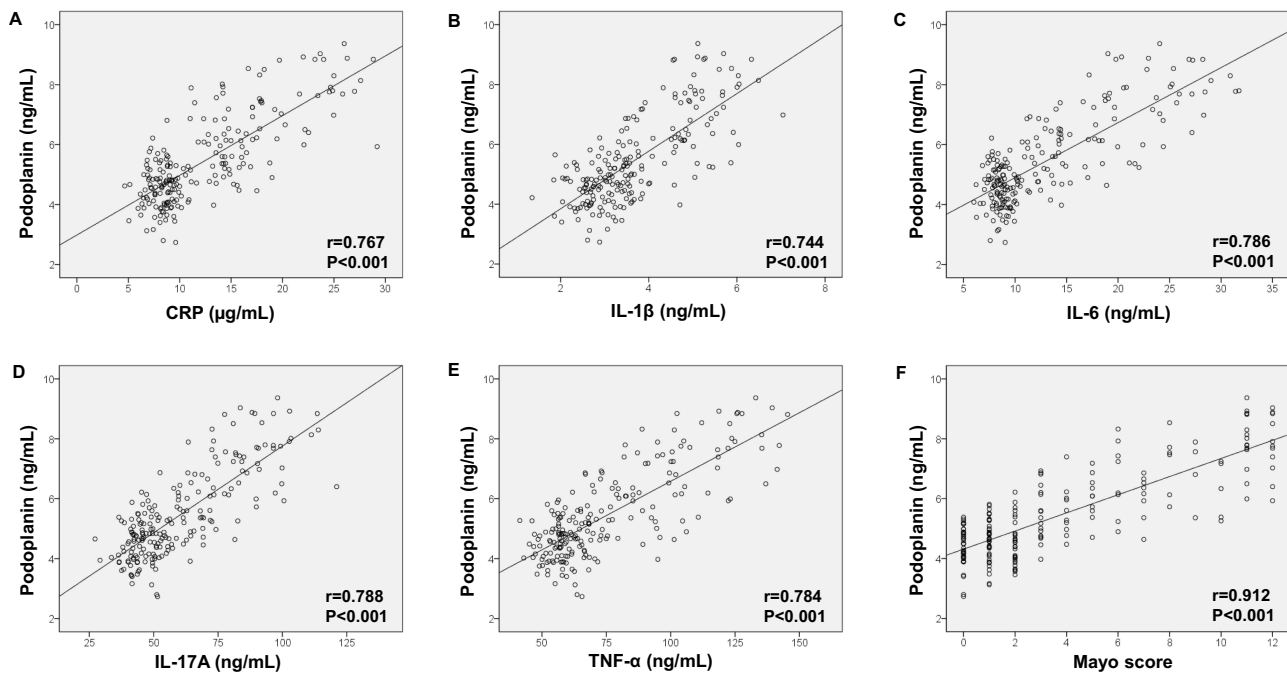 A
Podoplanin (ng/mL)
10
8
6
4
2
r=0.767
P<0.001
0 5 10 15 20 25 30
CRP (µg/mL)
B
Podoplanin (ng/mL)
10
8
6
4
2
r=0.744
P<0.001
2 4 6 8
IL-1β (ng/mL)
C
Podoplanin (ng/mL)
10
8
6
4
2
r=0.786
P<0.001
5 10 15 20 25 30 35
IL-6 (ng/mL)
D
Podoplanin (ng/mL)
10
8
6
4
2
r=0.788
P<0.001
25 50 75 100 125
IL-17A (ng/mL)
E
Podoplanin (ng/mL)
10
8
6
4
2
r=0.784
P<0.001
50 75 100 125 150
TNF-α (ng/mL)
F
Podoplanin (ng/mL)
10
8
6
4
2
r=0.912
P<0.001
0 2 4 6 8 10 12
Mayo score